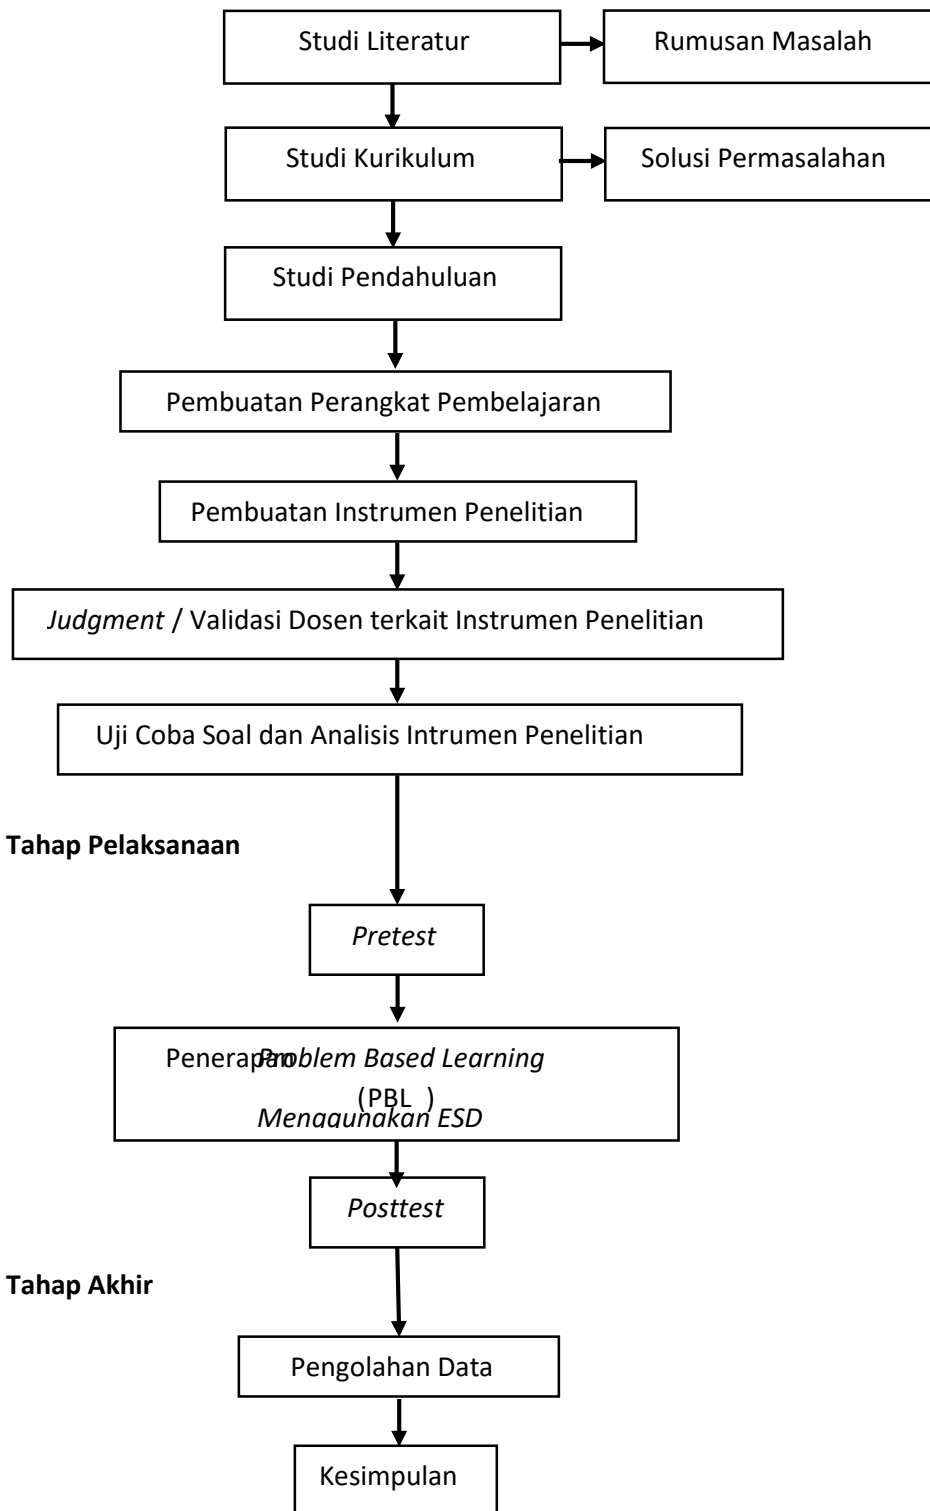 Studi Literatur
Rumusan Masalah
Studi Kurikulum
Solusi Permasalahan
Studi Pendahuluan
Pembuatan Perangkat Pembelajaran
Pembuatan Instrumen Penelitian
Judgment / Validasi Dosen terkait Instrumen Penelitian
Uji Coba Soal dan Analisis Intrumen Penelitian
Tahap Pelaksanaan
Pretest
Penerapan Problem Based Learning
(PBL )
Menggunakan ESD
Posttest
Tahap Akhir
Pengolahan Data
Kesimpulan